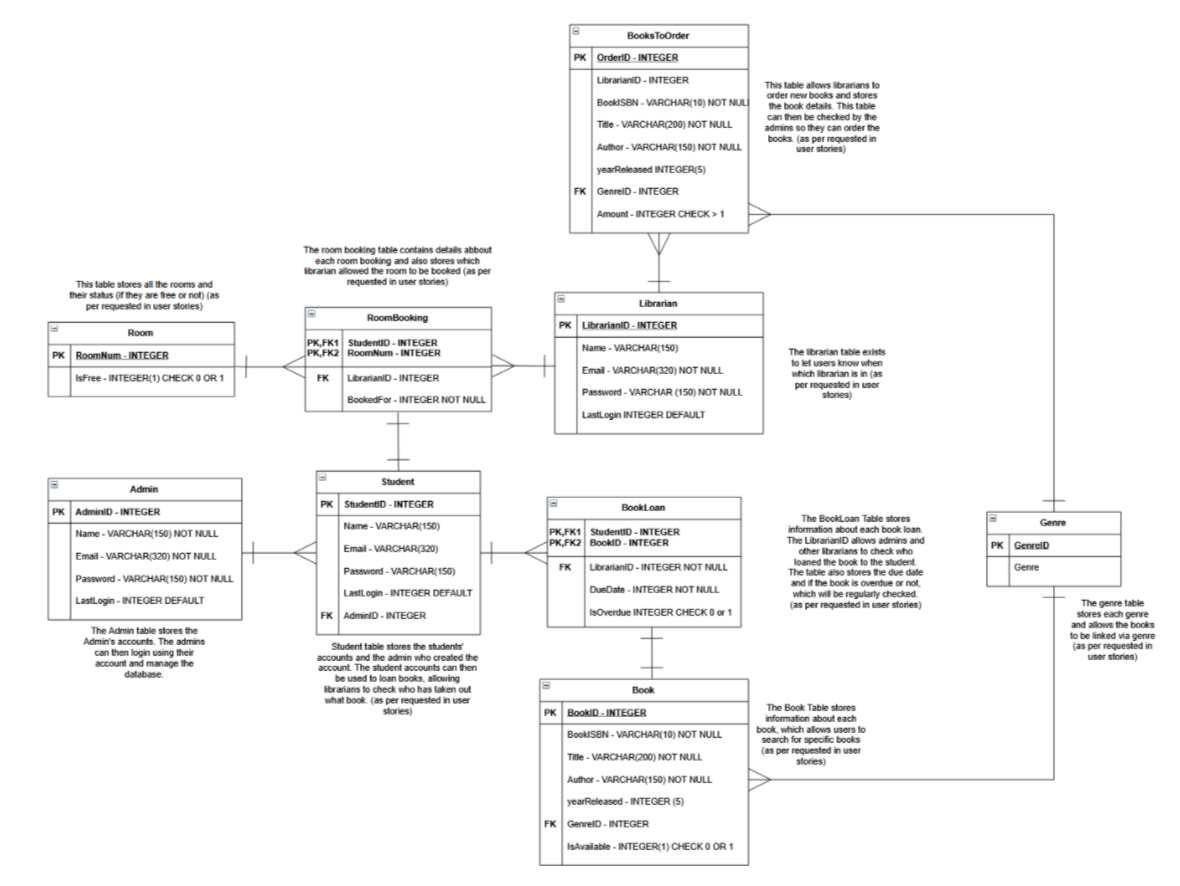 BooksToOrder
PK OrderID - INTEGER
LibrarianID - INTEGER
BookISBN - VARCHAR(10) NOT NUL
Title - VARCHAR(200) NOT NULL
Author - VARCHAR(150) NOT NULL
yearReleased INTEGER(5)
FK GenreID - INTEGER
Amount - INTEGER CHECK > 1
This table allows librarians to
order new books and stores
the book details. This table
can then be checked by the
admins so they can order the
books. (as per requested in
user stories)
The room booking table contains details abbout
each room booking and also stores which
librarian allowed the room to be booked (as per
requested in user stories)
This table stores all the rooms and
their status (if they are free or not) (as
per requested in user stories)
Room
PK RoomNum - INTEGER
IsFree - INTEGER(1) CHECK 0 OR 1
RoomBooking
PK,FK1 StudentID - INTEGER
PK,FK2 RoomNum - INTEGER
FK LibrarianID - INTEGER
BookedFor - INTEGER NOT NULL
Librarian
PK LibrarianID - INTEGER
Name - VARCHAR(150)
Email - VARCHAR(320) NOT NULL
Password - VARCHAR (150) NOT NULL
LastLogin INTEGER DEFAULT
The librarian table exists
to let users know when
which librarian is in (as
per requested in user
stories)
Admin
PK AdminID - INTEGER
Name - VARCHAR(150) NOT NULL
Email - VARCHAR(320) NOT NULL
Password - VARCHAR(150) NOT NULL
LastLogin - INTEGER DEFAULT
The Admin table stores the
Admin's accounts. The admins
can then login using their
account and manage the
database.
Student
PK StudentID - INTEGER
Name - VARCHAR(150)
Email - VARCHAR(320)
Password - VARCHAR(150)
LastLogin - INTEGER DEFAULT
FK AdminID - INTEGER
Student table stores the students'
accounts and the admin who created the
account. The student accounts can then
be used to loan books, allowing
librarians to check who has taken out
what book. (as per requested in user
stories)
BookLoan
PK,FK1 StudentID - INTEGER
PK,FK2 BookID - INTEGER
FK LibrarianID - INTEGER NOT NULL
DueDate - INTEGER NOT NULL
IsOverdue INTEGER CHECK 0 or 1
The BookLoan Table stores
information about each book loan.
The LibrarianID allows admins and
other librarians to check who
loaned the book to the student.
The table also stores the due date
and if the book is overdue or not,
which will be regularly checked.
(as per requested in user stories)
Genre
PK GenreID
Genre
The genre table
stores each genre
and allows the books
to be linked via genre
(as per requested in
user stories)
Book
PK BookID - INTEGER
BookISBN - VARCHAR(10) NOT NULL
Title - VARCHAR(200) NOT NULL
Author - VARCHAR(150) NOT NULL
yearReleased - INTEGER (5)
FK GenreID - INTEGER
IsAvailable - INTEGER(1) CHECK 0 OR 1
The Book Table stores
information about each
book, which allows users to
search for specific books
(as per requested in user
stories)